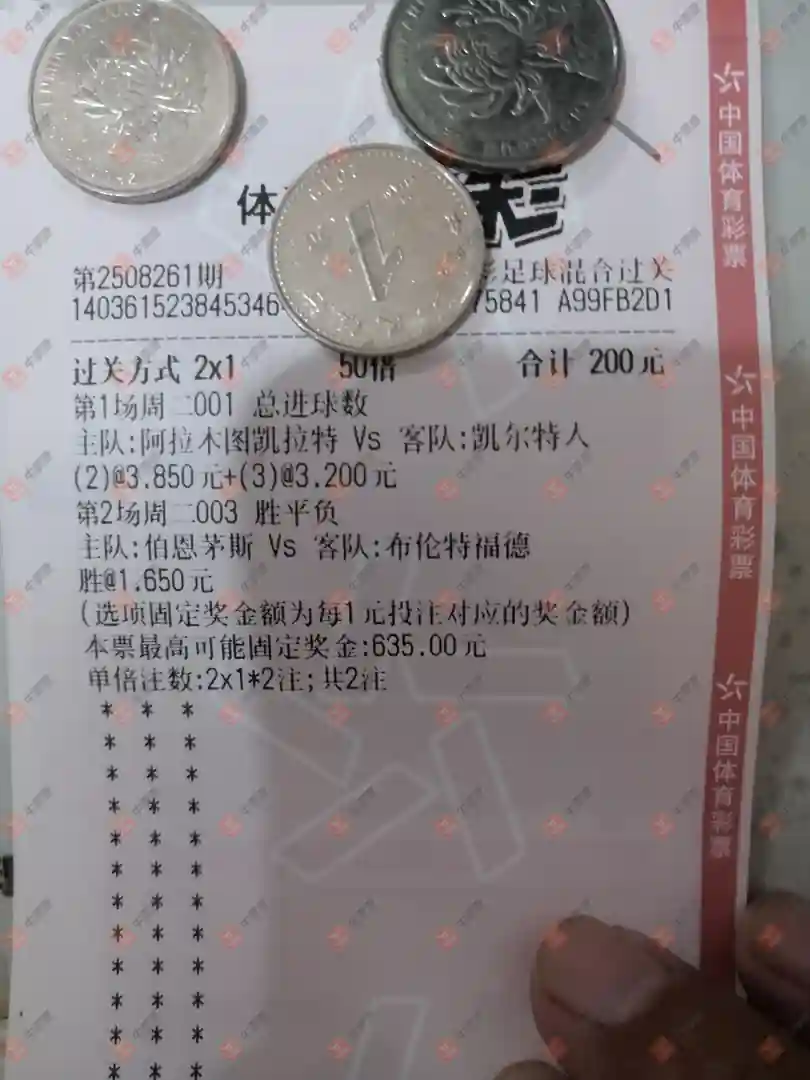 体
第2508261期
彩足球混合过关
140361523845346
75841 A99FB2D1
过关方式 2x1 50倍 合计 200元
第1场周二001 总进球数
主队:阿拉木图凯拉特 Vs 客队:凯尔特人
(2)@3.850元+(3)@3.200元
第2场周二003 胜平负
主队:伯恩茅斯 Vs 客队:布伦特福德
胜@1.650元
(选项固定奖金额为每1元投注对应的奖金额)
本票最高可能固定奖金:635.00元
单倍注数:2x1*2注;共2注
* * *
* * *
* * *
* * *
* * *
* * *
* * *
* * *
* * *
* * *
* * *
* * *
中国体育彩票
中国体育彩票
中国体育彩票